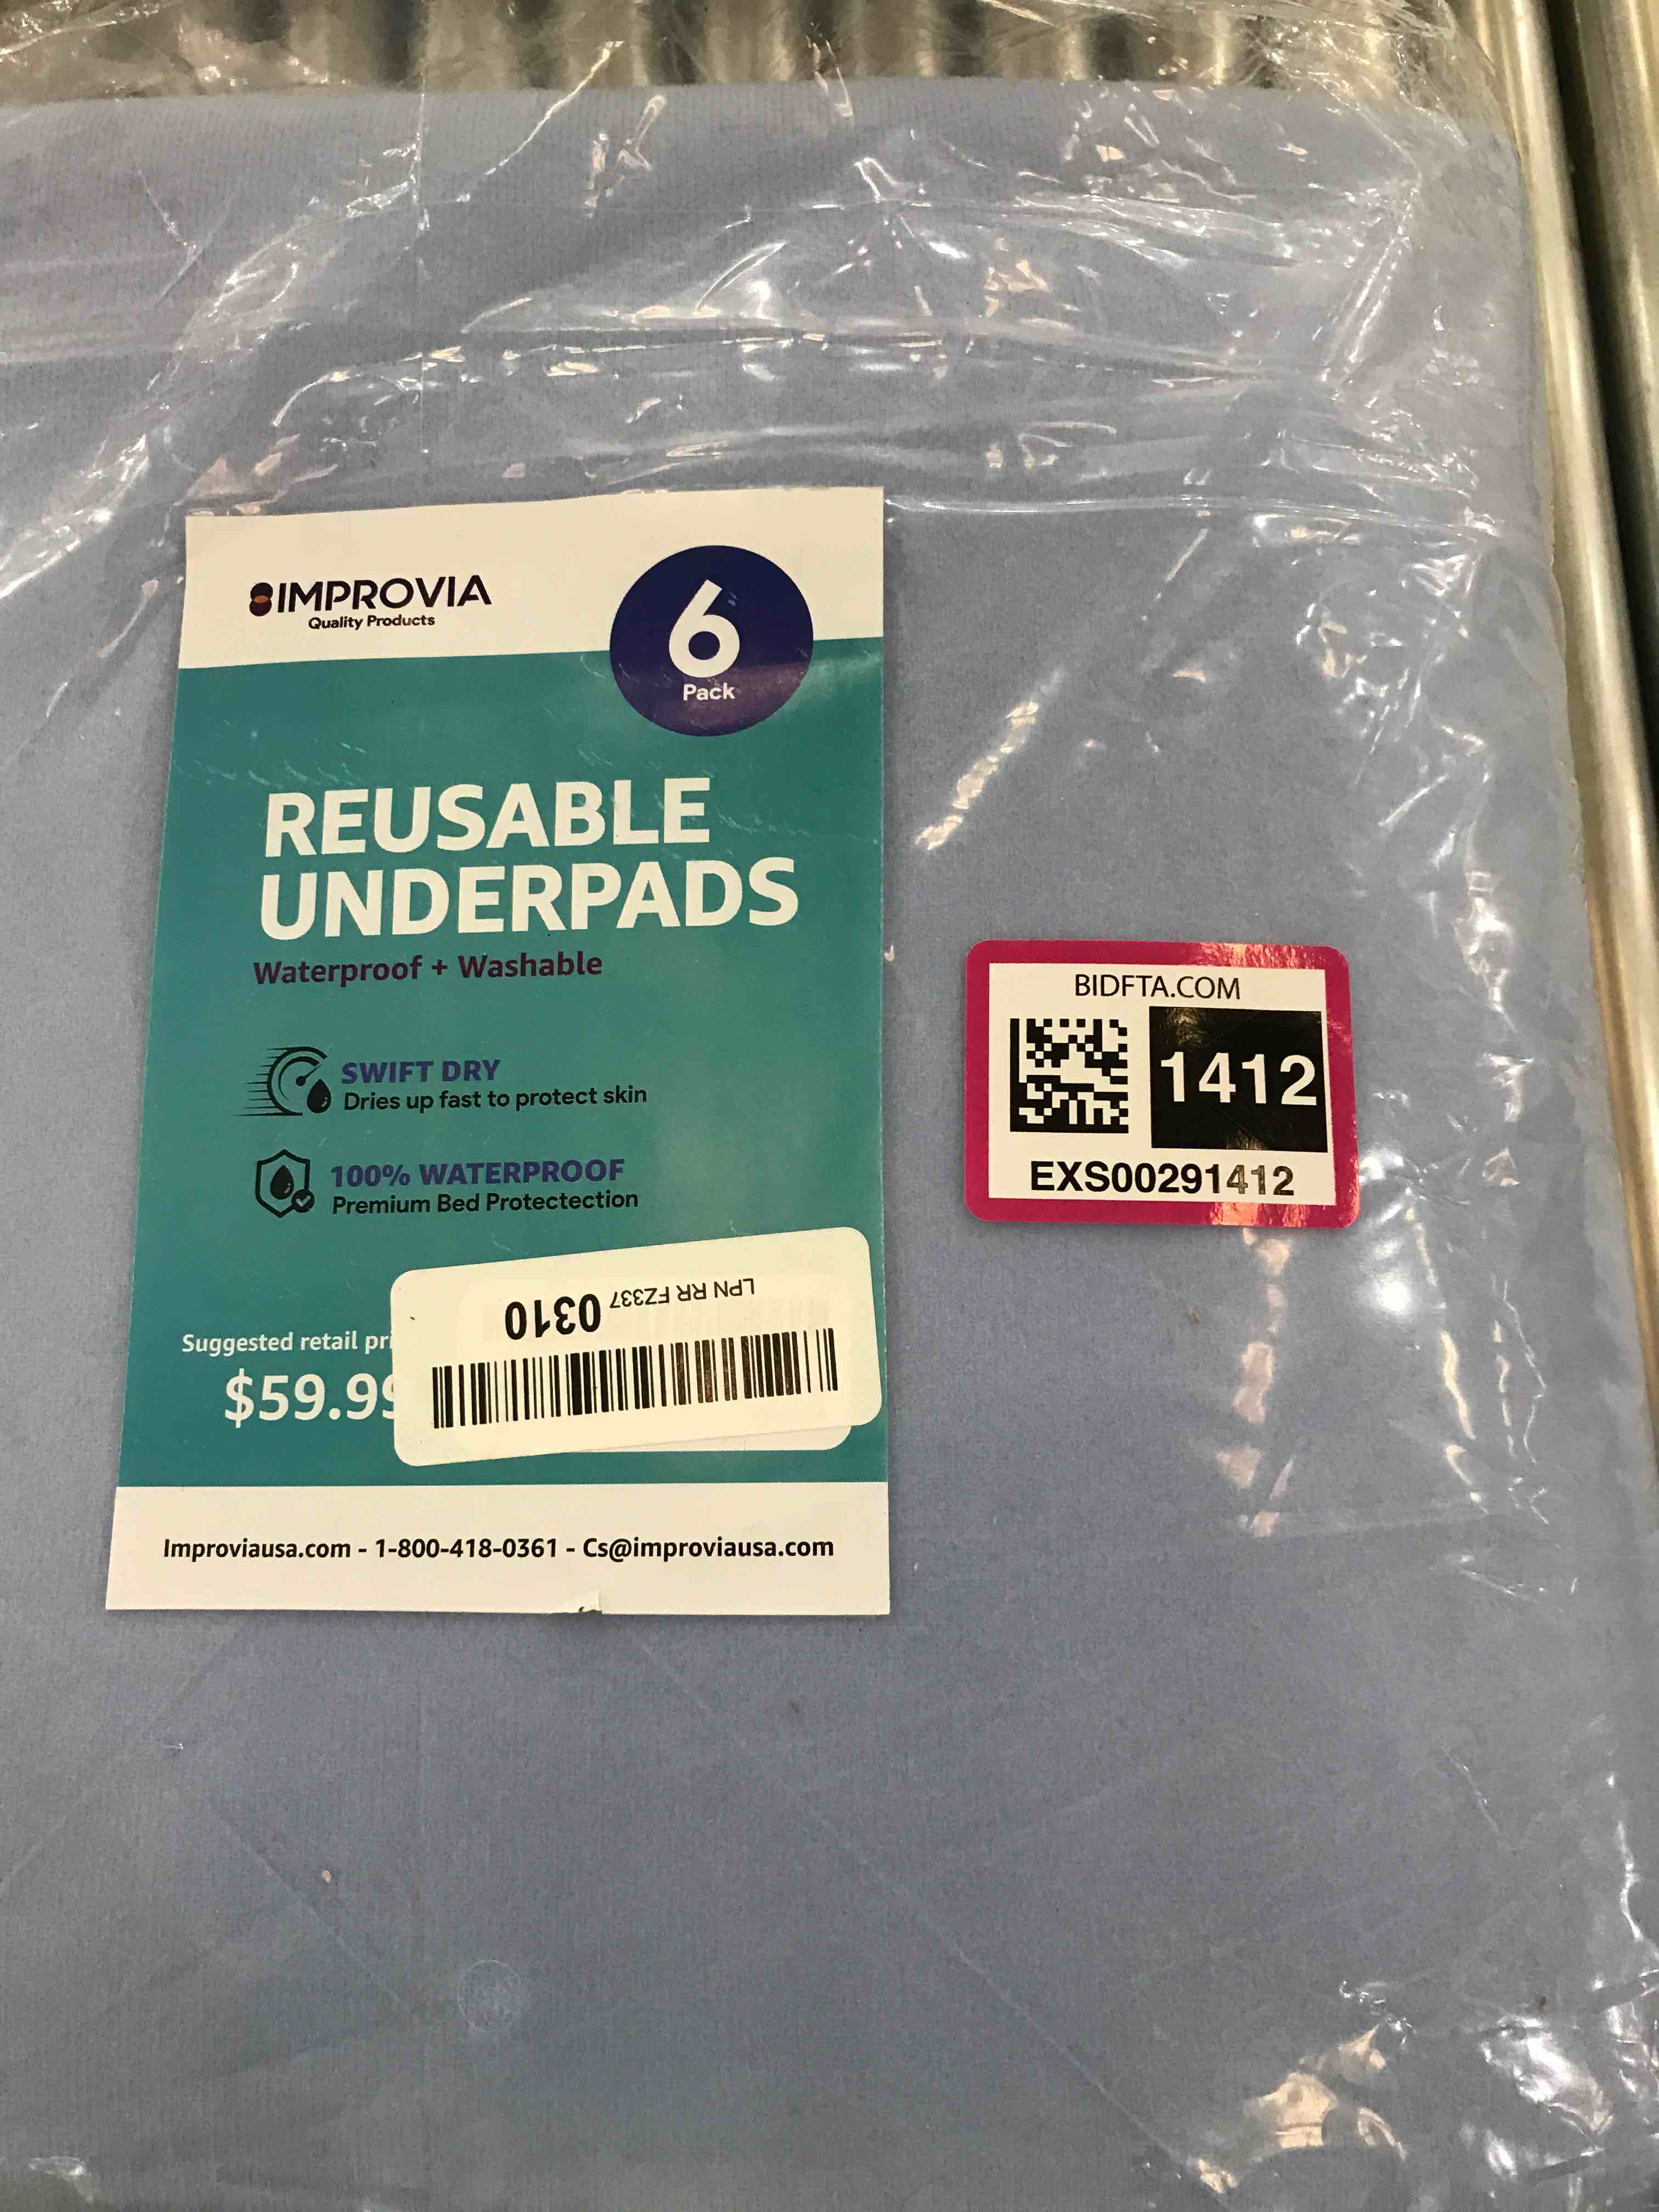 IMPROVIA
Quality Products
6
Pack
REUSABLE
UNDERPADS
Waterproof + Washable
SWIFT DRY
Dries up fast to protect skin
100% WATERPROOF
Premium Bed Protectection
Suggested retail pri
$59.99
LPN RR FZ337 0310
Improviausa.com - 1-800-418-0361 - Cs@improviausa.com
BIDFTA.COM
1412
EXS00291412